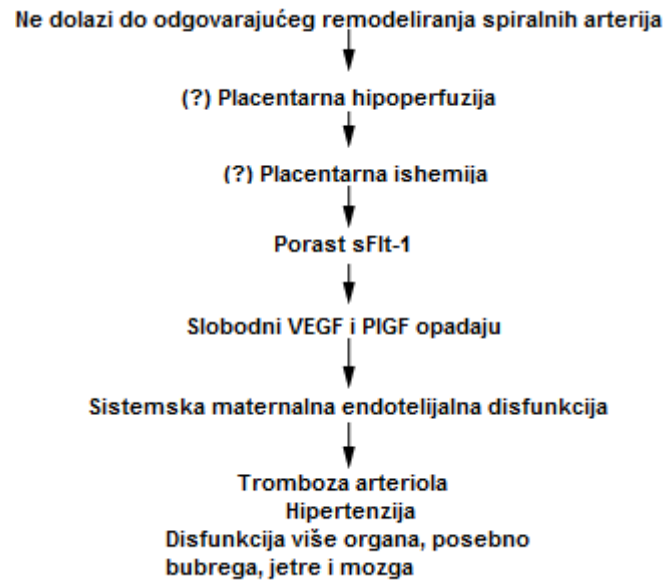 Ne dolazi do odgovarajućeg remodeliranja spiralnih arterija
(?) Placentarna hipoperfuzija
(?) Placentarna ishemija
Porast sFlt-1
Slobodni VEGF i PlGF opadaju
Sistemska maternalna endotelijalna disfunkcija
Tromboza arteriola
Hipertenzija
Disfunkcija više organa, posebno
bubrega, jetre i mozga